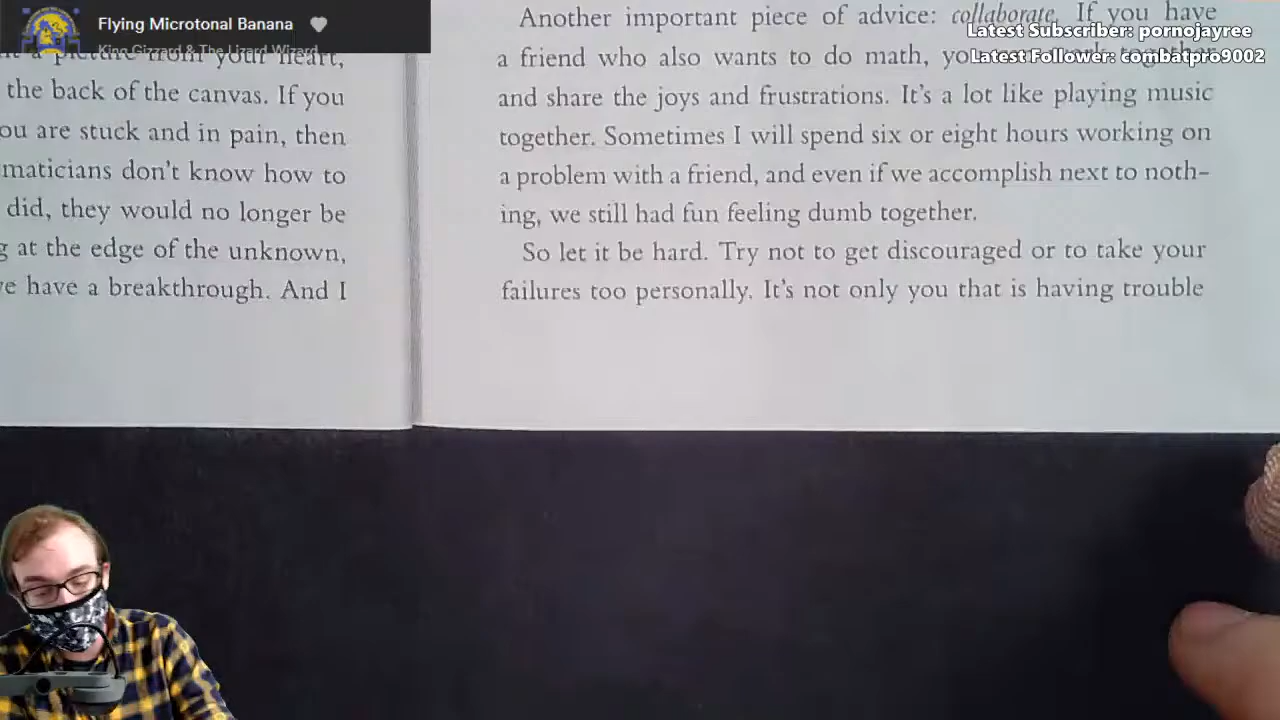 Flying Microtonal Banana
King Gizzard & The Lizard Wizard
Latest Subscriber: pornojayree
Latest Follower: combatpro9002
picture from your heart,
the back of the canvas. If you
ou are stuck and in pain, then
maticians don't know how to
did, they would no longer be
g at the edge of the unknown,
e have a breakthrough. And I
Another important piece of advice: collaborate. If you have
a friend who also wants to do math, together
and share the joys and frustrations. It's a lot like playing music
together. Sometimes I will spend six or eight hours working on
a problem with a friend, and even if we accomplish next to noth-
ing, we still had fun feeling dumb together.
So let it be hard. Try not to get discouraged or to take your
failures too personally. It's not only you that is having trouble